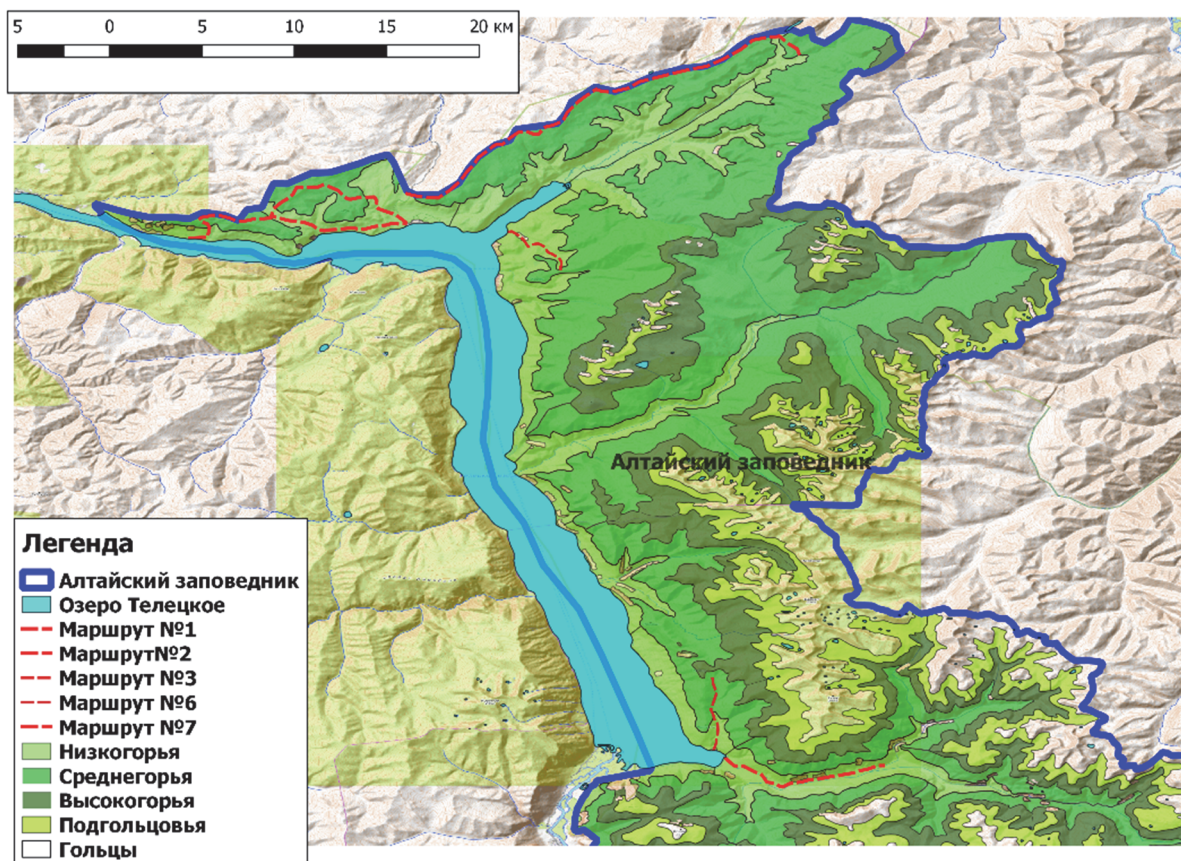 5 0 5 10 15 20 км
Алтайский заповедник
Легенда
Алтайский заповедник
Озеро Телецкое
Маршрут №1
Маршрут№2
Маршрут №3
Маршрут №6
Маршрут №7
Низкогорья
Среднегорья
Высокогорья
Подгольцовья
Гольцы